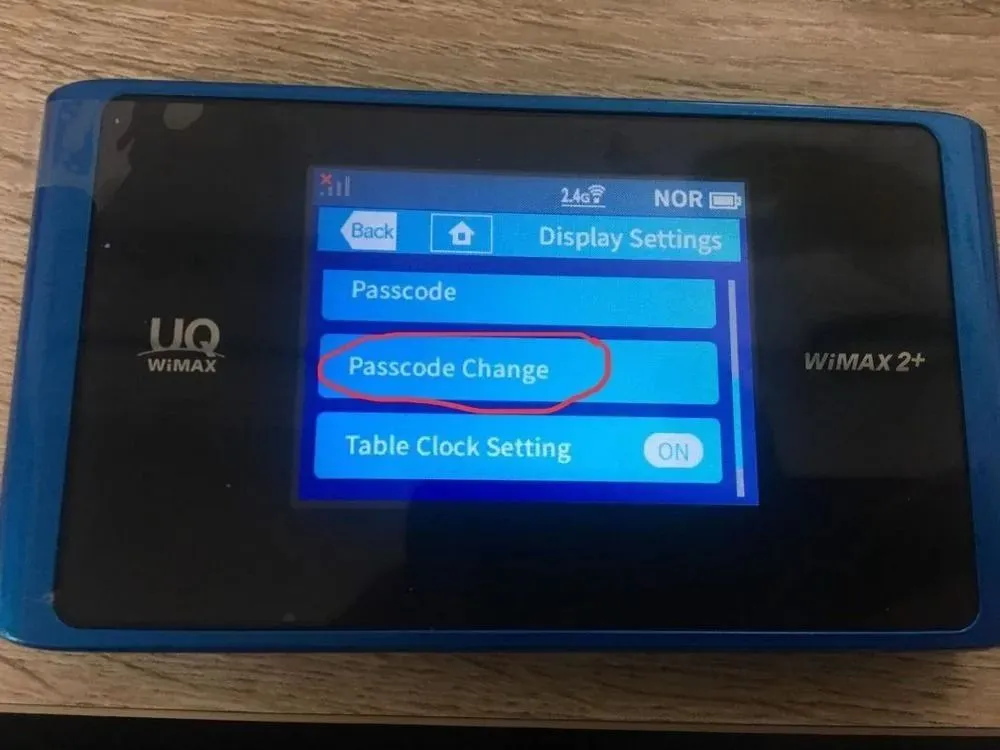 2.4G NOR
Back Display Settings
Passcode
Passcode Change
Table Clock Setting ON
UQ
WiMAX
WiMAX 2+